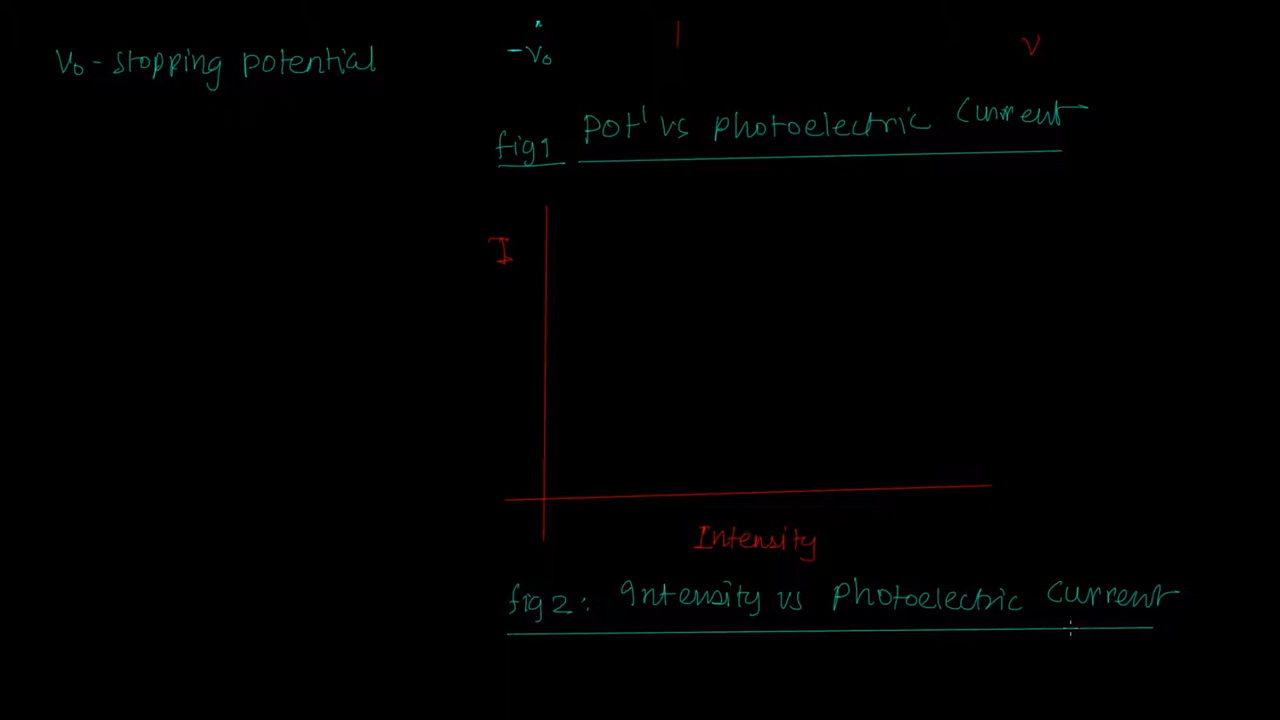 V₀ - stopping potential
-V₀
V
fig1 Pot' vs photoelectric Current
I
Intensity
fig 2: Intensity vs Photoelectric Current